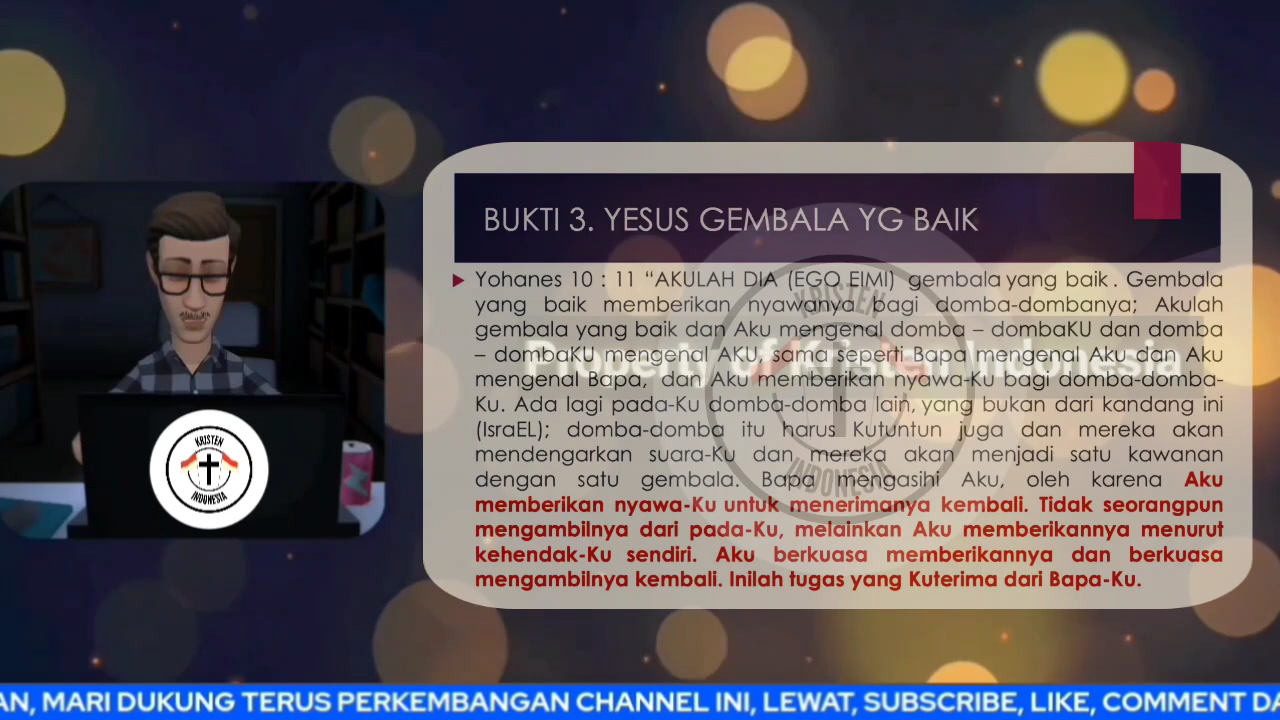 BUKTI 3. YESUS GEMBALA YG BAIK
Yohanes 10 : 11 “AKULAH DIA (EGO EIMI) gembala yang baik . Gembala
yang baik memberikan nyawanya bagi domba-dombanya; Akulah
gembala yang baik dan Aku mengenal domba – dombaKU dan domba
– dombaKU mengenal AKU, sama seperti Bapa mengenal Aku dan Aku
mengenal Bapa, dan Aku memberikan nyawa-Ku bagi domba-domba-
Ku. Ada lagi pada-Ku domba-domba lain, yang bukan dari kandang ini
(IsraEL); domba-domba itu harus Kutuntun juga dan mereka akan
mendengarkan suara-Ku dan mereka akan menjadi satu kawanan
dengan satu gembala. Bapa mengasihi Aku, oleh karena Aku
memberikan nyawa-Ku untuk menerimanya kembali. Tidak seorangpun
mengambilnya dari pada-Ku, melainkan Aku memberikannya menurut
kehendak-Ku sendiri. Aku berkuasa memberikannya dan berkuasa
mengambilnya kembali. Inilah tugas yang Kuterima dari Bapa-Ku.
Property of Kristen Indonesia
KRISTEN
INDONESIA
KRISTEN
INDONESIA
AN, MARI DUKUNG TERUS PERKEMBANGAN CHANNEL INI, LEWAT, SUBSCRIBE, LIKE, COMMENT DA